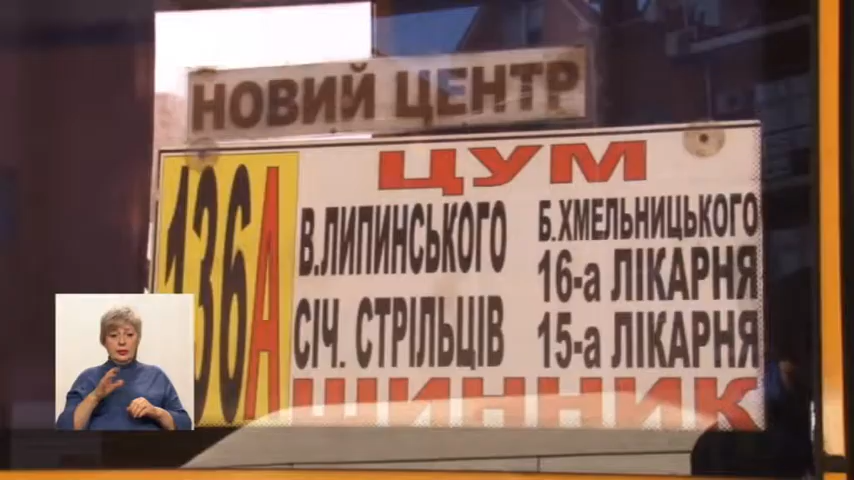 НОВИЙ ЦЕНТР
136А
ЦУМ
В.ЛИПИНСЬКОГО
Б.ХМЕЛЬНИЦЬКОГО
16-а ЛІКАРНЯ
СІЧ. СТРІЛЬЦІВ
15-а ЛІКАРНЯ
ШИННИК